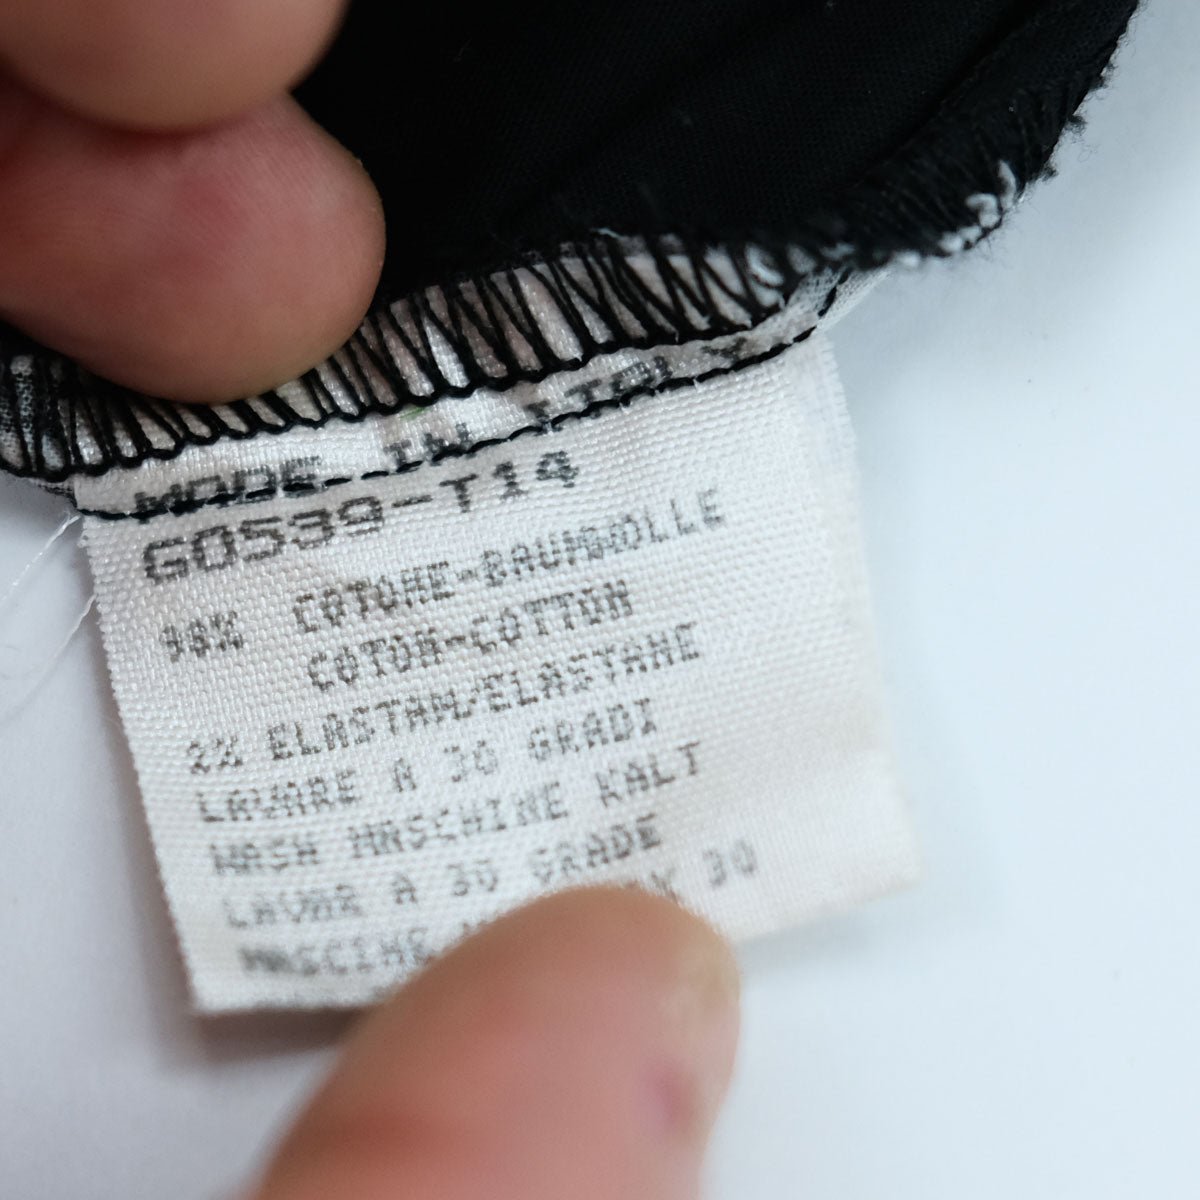 MADE IN ITALY
G0539-T14
98% COTONE-BAUMWOLLE
COTON-COTTON
2% ELASTAN/ELASTANE
LAVARE A 30 GRADI
WASH MASCHINE KALT
LAVAR A 30 GRADE
30